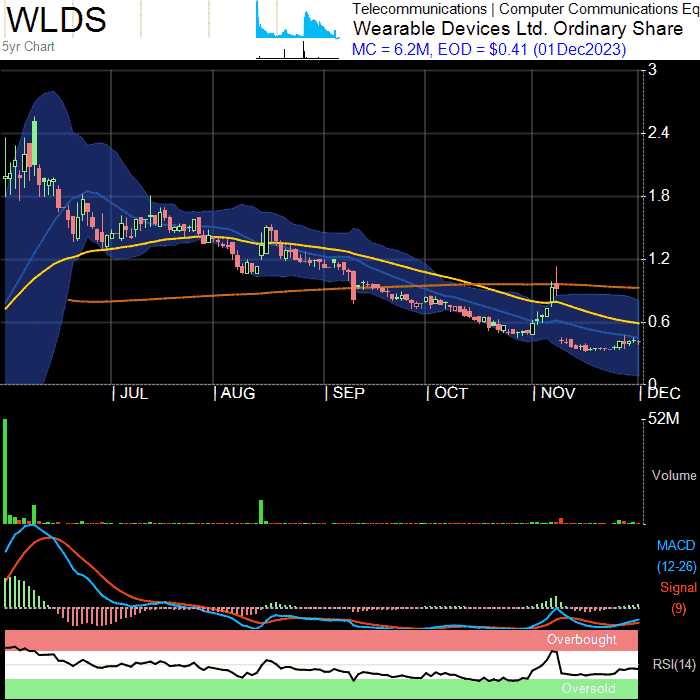 WLDS
Telecommunications | Computer Communications Eq
Wearable Devices Ltd. Ordinary Share
5yr Chart
MC = 6.2M, EOD = $0.41 (01Dec2023)
3
2.4
1.8
1.2
0.6
0
JUL AUG SEP OCT NOV DEC
52M
Volume
MACD
(12-26)
Signal
(9)
Overbought
RSI(14)
Oversold